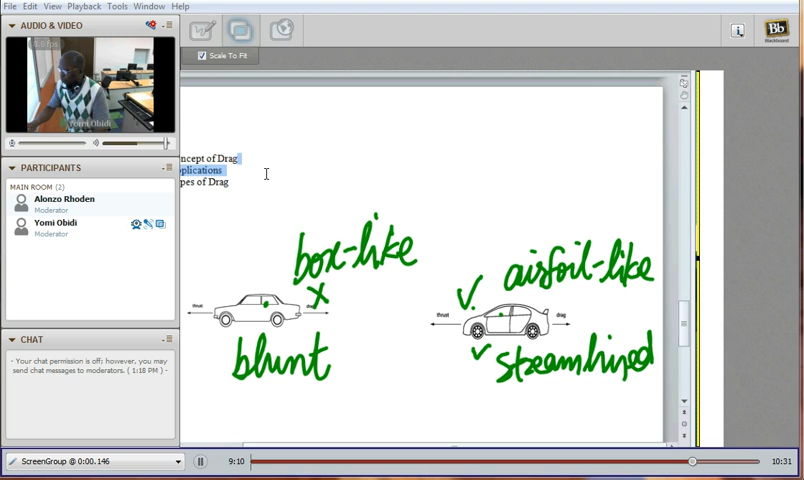 File Edit View Playback Tools Window Help
AUDIO & VIDEO
Yomi Obidi
Scale To Fit
Blackboard
PARTICIPANTS
MAIN ROOM (2)
Alonzo Rhoden
Moderator
Yomi Obidi
Moderator
CHAT
- Your chat permission is off; however, you may
send chat messages to moderators. ( 1:18 PM ) -
ncept of Drag
plications
pes of Drag
box-like
airfoil-like
thrust
drag
thrust
drag
blunt
streamlined
ScreenGroup @ 0:00.146
9:10
10:31